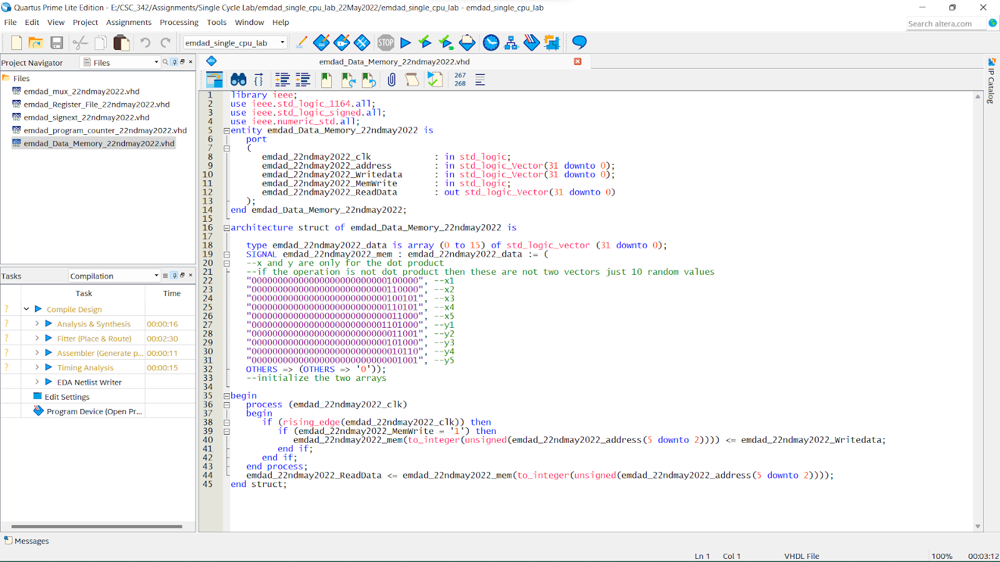 Quartus Prime Lite Edition - E:/CSC_342/Assignments/Single Cycle Lab/emdad_single_cpu_lab_22May2022/emdad_single_cpu_lab - emdad_single_cpu_lab
File Edit View Project Assignments Processing Tools Window Help
Search altera.com
emdad_single_cpu_lab
STOP
Project Navigator
Files
Files
emdad_mux_22ndmay2022.vhd
emdad_Register_File_22ndmay2022.vhd
emdad_signext_22ndmay2022.vhd
emdad_program_counter_22ndmay2022.vhd
emdad_Data_Memory_22ndmay2022.vhd
Tasks
Compilation
Task Time
Compile Design
Analysis & Synthesis 00:00:16
Fitter (Place & Route) 00:02:30
Assembler (Generate p... 00:00:11
Timing Analysis 00:00:15
EDA Netlist Writer
Edit Settings
Program Device (Open Pr...
emdad_Data_Memory_22ndmay2022.vhd
267
268
1 library ieee;
2 use ieee.std_logic_1164.all;
3 use ieee.std_logic_signed.all;
4 use ieee.numeric_std.all;
5 entity emdad_Data_Memory_22ndmay2022 is
6 port
7 (
8 emdad_22ndmay2022_clk : in std_logic;
9 emdad_22ndmay2022_address : in std_logic_Vector(31 downto 0);
10 emdad_22ndmay2022_Writedata : in std_logic_Vector(31 downto 0);
11 emdad_22ndmay2022_MemWrite : in std_logic;
12 emdad_22ndmay2022_ReadData : out std_logic_Vector(31 downto 0)
13 );
14 end emdad_Data_Memory_22ndmay2022;
15
16 architecture struct of emdad_Data_Memory_22ndmay2022 is
17
18 type emdad_22ndmay2022_data is array (0 to 15) of std_logic_vector (31 downto 0);
19 SIGNAL emdad_22ndmay2022_mem : emdad_22ndmay2022_data := (
20 --x and y are only for the dot product
21 --if the operation is not dot product then these are not two vectors just 10 random values
22 "00000000000000000000000000100000", --x1
23 "00000000000000000000000000110000", --x2
24 "00000000000000000000000000100101", --x3
25 "00000000000000000000000000110101", --x4
26 "00000000000000000000000000011000", --x5
27 "00000000000000000000000001101000", --y1
28 "00000000000000000000000000011001", --y2
29 "00000000000000000000000000101000", --y3
30 "00000000000000000000000000010110", --y4
31 "00000000000000000000000000001001", --y5
32 OTHERS => (OTHERS => '0'));
33 --initialize the two arrays
34
35 begin
36 process (emdad_22ndmay2022_clk)
37 begin
38 if (rising_edge(emdad_22ndmay2022_clk)) then
39 if (emdad_22ndmay2022_MemWrite = '1') then
40 emdad_22ndmay2022_mem(to_integer(unsigned(emdad_22ndmay2022_address(5 downto 2)))) <= emdad_22ndmay2022_Writedata;
41 end if;
42 end if;
43 end process;
44 emdad_22ndmay2022_ReadData <= emdad_22ndmay2022_mem(to_integer(unsigned(emdad_22ndmay2022_address(5 downto 2))));
45 end struct;
IP Catalog
Messages
Ln 1 Col 1 VHDL File 100% 00:03:12